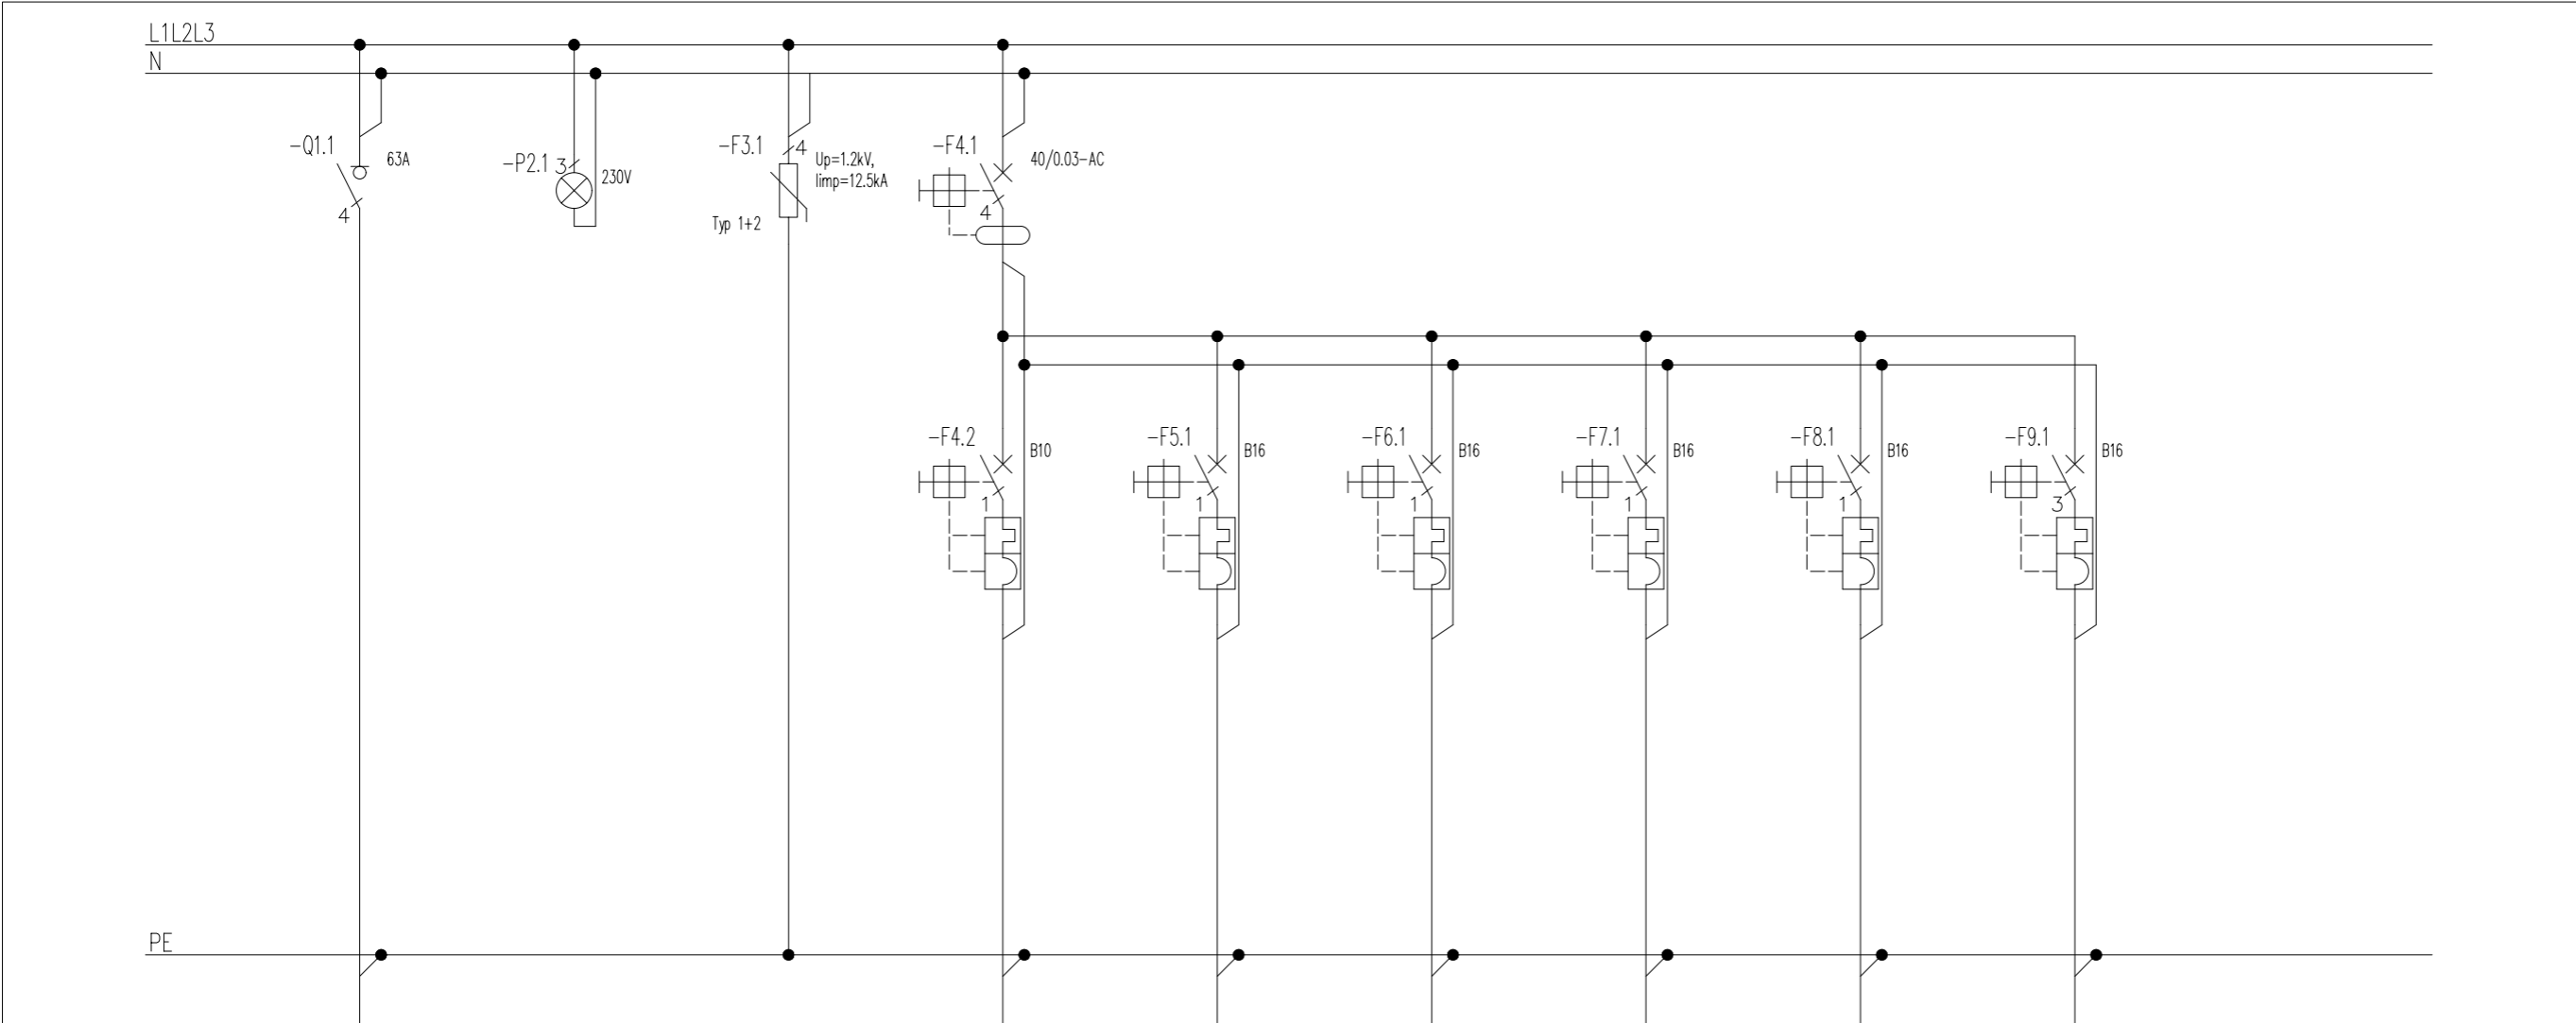 L1L2L3
N
-Q1.1
63A
4
-P2.1
3
230V
-F3.1
4
Up=1.2kV,
Iimp=12.5kA
Typ 1+2
-F4.1
40/0.03-AC
4
-F4.2
B10
1
-F5.1
B16
1
-F6.1
B16
1
-F7.1
B16
1
-F8.1
B16
1
-F9.1
B16
3
PE